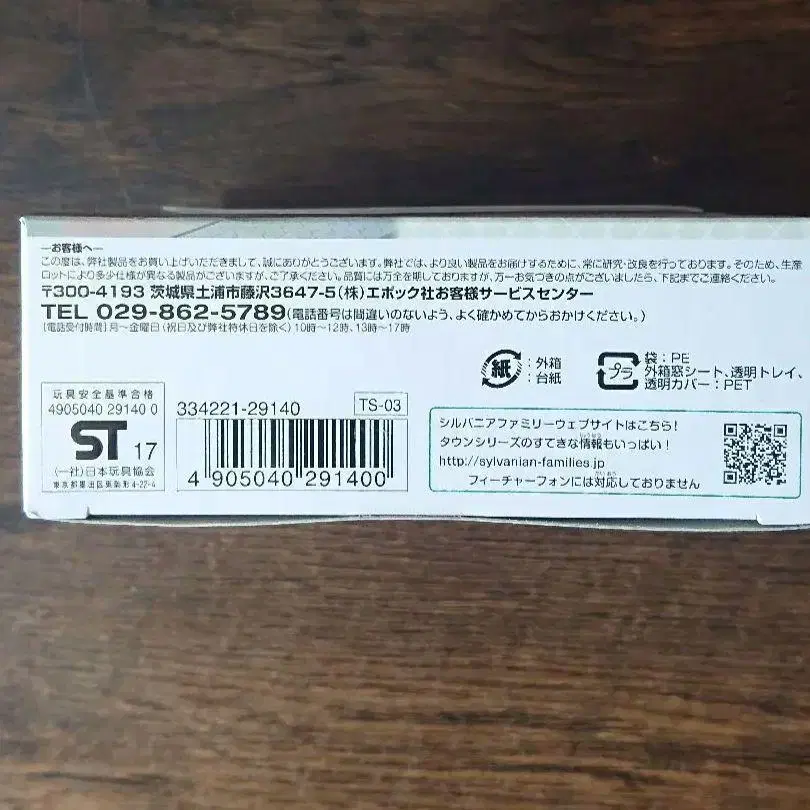 ―お客様へ―
この度は、弊社製品をお買い上げいただきまして、誠にありがとうございます。弊社では、より良い製品をお届けするために、常に研究・改良を行っております。そのため、生産
ロットにより多少仕様が異なる製品がございますが、ご了承ください。品質には万全を期しておりますが、万一お気づきの点がございましたら、下記までご連絡ください。
〒300-4193 茨城県土浦市藤沢3647-5(株)エポック社お客様サービスセンター
TEL 029-862-5789(電話番号は間違いのないよう、よく確かめてからおかけください。)
[電話受付時間]月〜金曜日(祝日及び弊社特休日を除く)10時〜12時、13時〜17時
紙 :外箱
:台紙
プラ 袋:PE
外箱窓シート、透明トレイ、
透明カバー:PET
玩具安全基準合格
4905040 29140 0
ST 17
(一社)日本玩具協会
東京都墨田区東駒形4-22-4
334221-29140 TS-03
4 905040 291400
シルバニアファミリーウェブサイトはこちら!
タウンシリーズのすてきな情報もいっぱい!
http://sylvanian-families.jp
フィーチャーフォンには対応しておりません